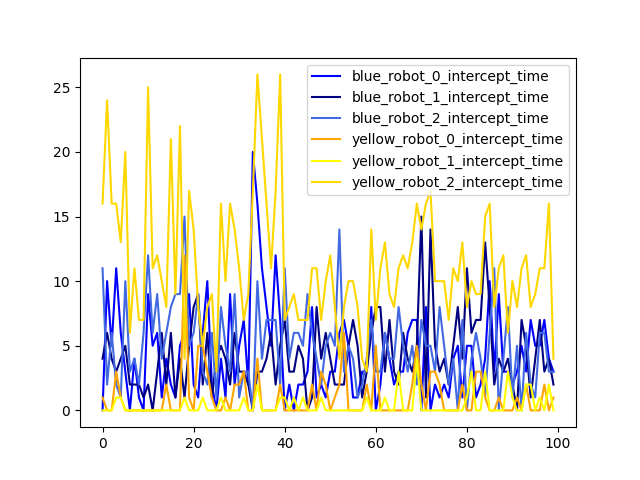 blue_robot_0_intercept_time
blue_robot_1_intercept_time
blue_robot_2_intercept_time
yellow_robot_0_intercept_time
yellow_robot_1_intercept_time
yellow_robot_2_intercept_time
25
20
15
10
5
0
0 20 40 60 80 100